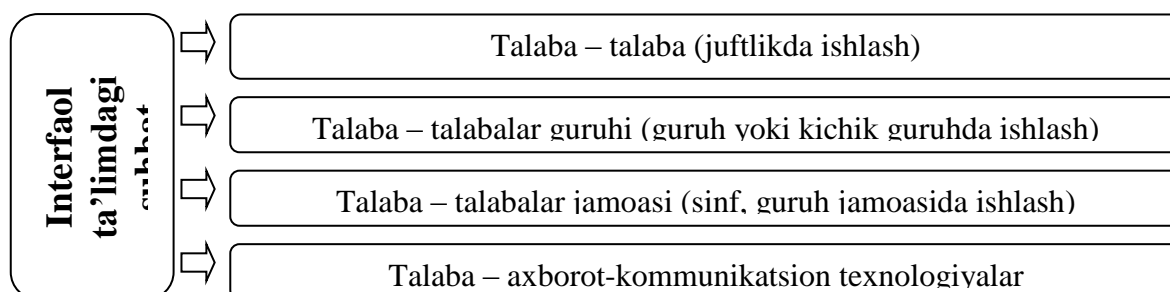 Interfaol
ta’limdagi
suhbat
Talaba – talaba (juftlikda ishlash)
Talaba – talabalar guruhi (guruh yoki kichik guruhda ishlash)
Talaba – talabalar jamoasi (sinf, guruh jamoasida ishlash)
Talaba – axborot-kommunikatsion texnologiyalar